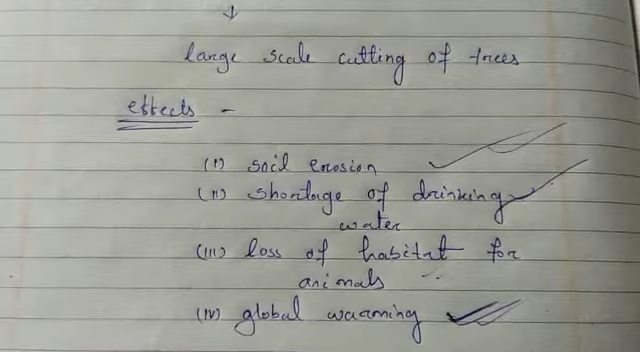 ↓
large scale cutting of trees
effects -
(I) soil erosion
(II) shortage of drinking
water
(III) loss of habitat for
animals
(IV) global warming